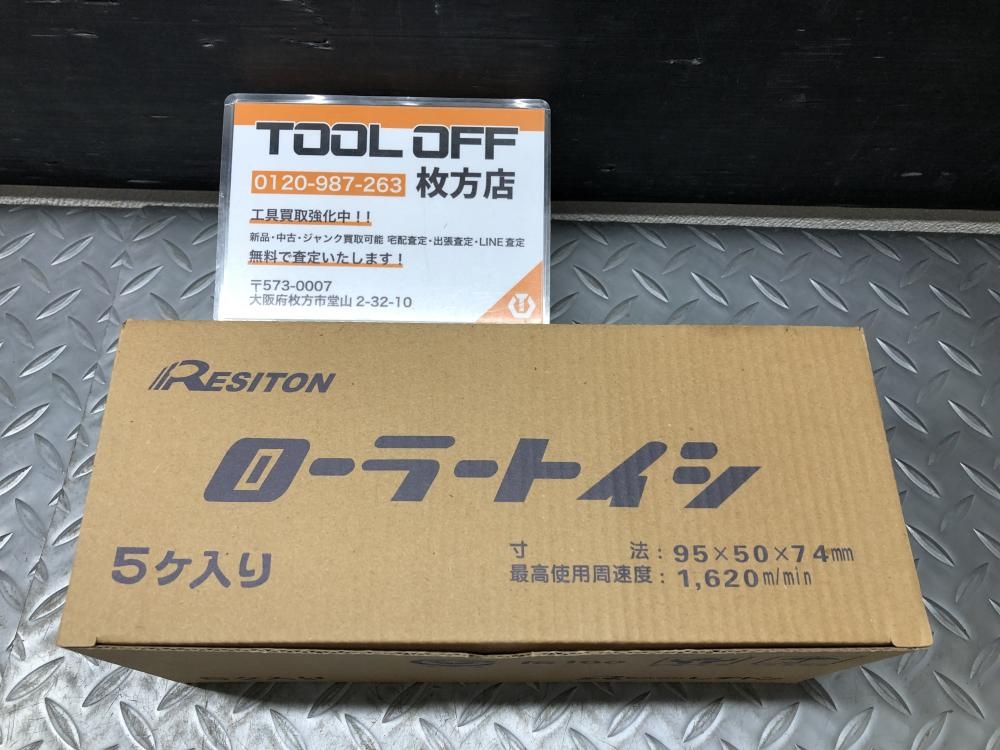 TOOL OFF
0120-987-263 枚方店
工具買取強化中！！
新品・中古・ジャンク買取可能 宅配査定・出張査定・LINE査定
無料で査定いたします！
〒573-0007
大阪府枚方市堂山 2-32-10
RESITON
ローラートイシ
5ケ入り
寸 法：95×50×74mm
最高使用周速度：1,620m/min